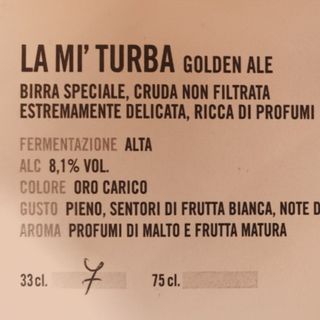 LA MI' TURBA GOLDEN ALE
BIRRA SPECIALE, CRUDA NON FILTRATA
ESTREMAMENTE DELICATA, RICCA DI PROFUMI
FERMENTAZIONE ALTA
ALC 8,1% VOL.
COLORE ORO CARICO
GUSTO PIENO, SENTORI DI FRUTTA BIANCA, NOTE D
AROMA PROFUMI DI MALTO E FRUTTA MATURA
33 cl. 7 75 cl.